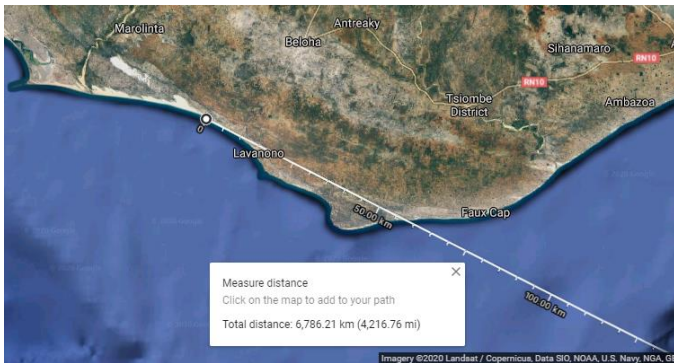 Marolinta
Antreaky
Beloha
Sihanamaro
RN10
RN10
Tsiombe
District
Ambazoa
0
Lavanono
50.00 km
Faux Cap
100.00 km
Measure distance
Click on the map to add to your path
Total distance: 6,786.21 km (4,216.76 mi)
Imagery ©2020 Landsat / Copernicus, Data SIO, NOAA, U.S. Navy, NGA, GE